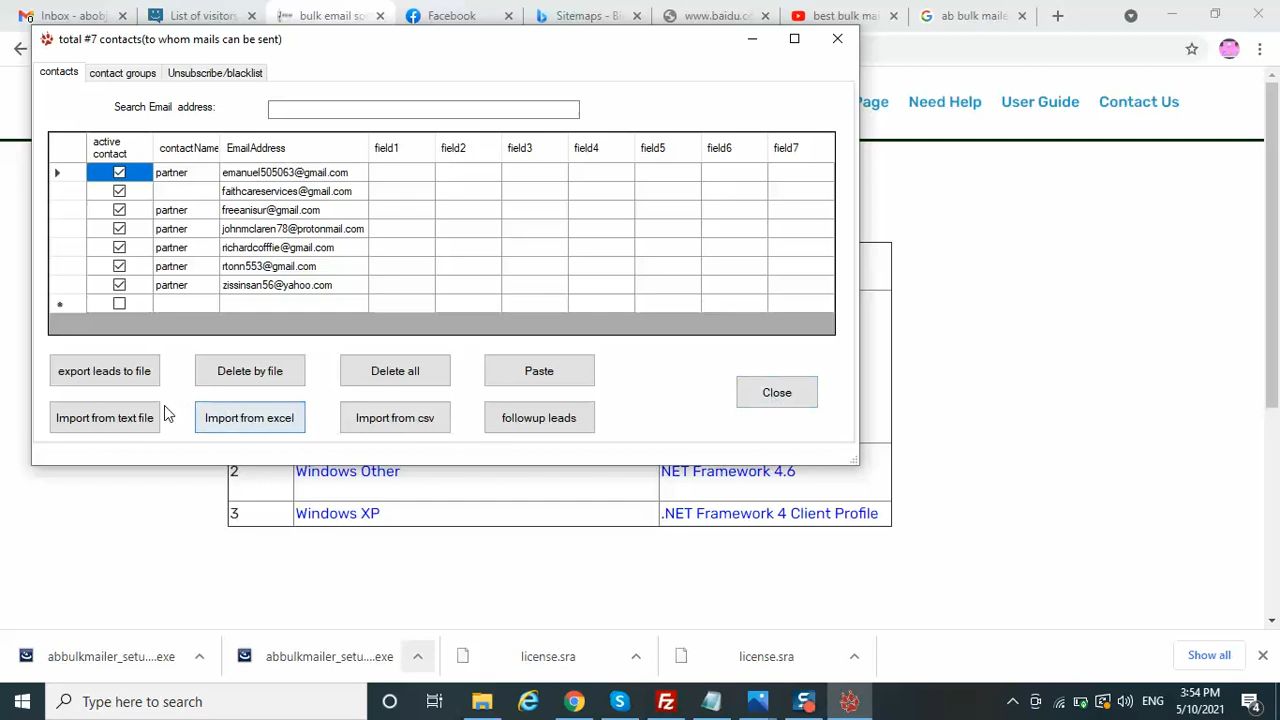 Inbox - abobj
List of visitors
bulk email so
Facebook
Sitemaps - Bi
www.baidu.ce
best bulk ma
ab bulk maile
total #7 contacts(to whom mails can be sent)
Page Need Help User Guide Contact Us
contacts contact groups Unsubscribe/blacklist
Search Email address:
active contact contactName EmailAddress field1 field2 field3 field4 field5 field6 field7
partner emanuel505063@gmail.com
faithcareservices@gmail.com
partner freeanisur@gmail.com
partner johnmclaren78@protonmail.com
partner richardcofffie@gmail.com
partner rtonn553@gmail.com
partner zissinsan56@yahoo.com
export leads to file Delete by file Delete all Paste
Close
Import from text file Import from excel Import from csv followup leads
2 Windows Other NET Framework 4.6
3 Windows XP .NET Framework 4 Client Profile
abbulkmailer_setu....exe abbulkmailer_setu....exe license.sra license.sra Show all
Type here to search
ENG
3:54 PM
5/10/2021
4